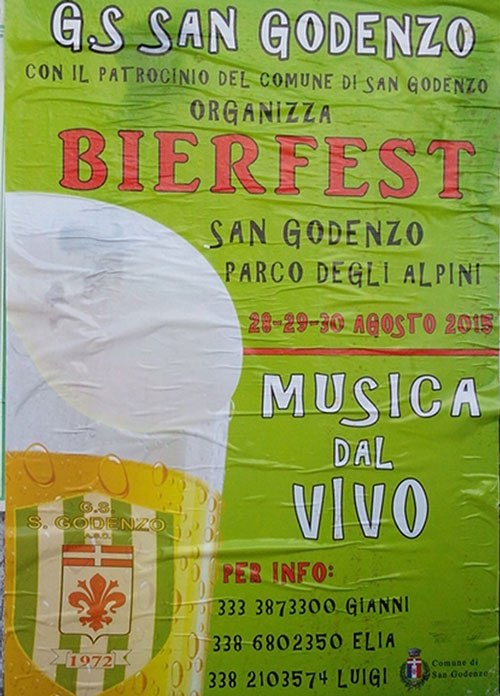 G.S SAN GODENZO
CON IL PATROCINIO DEL COMUNE DI SAN GODENZO
ORGANIZZA
BIERFEST
SAN GODENZO
PARCO DEGLI ALPINI
28-29-30 AGOSTO 2015
MUSICA
DAL
VIVO
G.S.
S. GODENZO
A.S.D.
1972
PER INFO:
333 3873300 GIANNI
338 6802350 ELIA
338 2103574 LUIGI
Comune di
San Godenzo